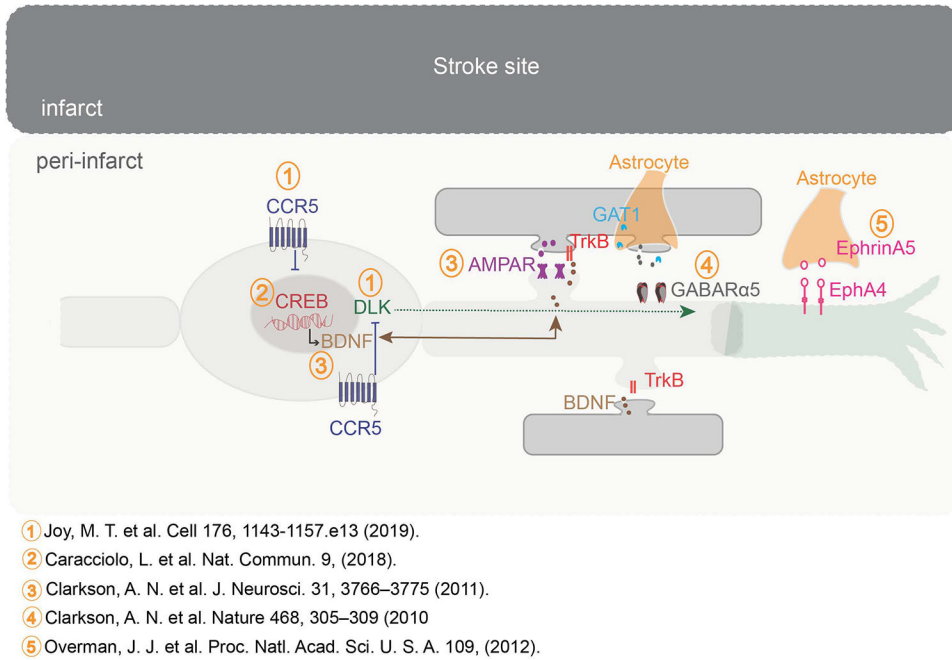 Stroke site
infarct
peri-infarct
①
CCR5
② CREB
① DLK
BDNF
③
CCR5
Astrocyte
GAT1
TrkB
③ AMPAR
④
GABARα5
TrkB
BDNF
Astrocyte
⑤
EphrinA5
EphA4
① Joy, M. T. et al. Cell 176, 1143-1157.e13 (2019).
② Caracciolo, L. et al. Nat. Commun. 9, (2018).
③ Clarkson, A. N. et al. J. Neurosci. 31, 3766–3775 (2011).
④ Clarkson, A. N. et al. Nature 468, 305–309 (2010
⑤ Overman, J. J. et al. Proc. Natl. Acad. Sci. U. S. A. 109, (2012).